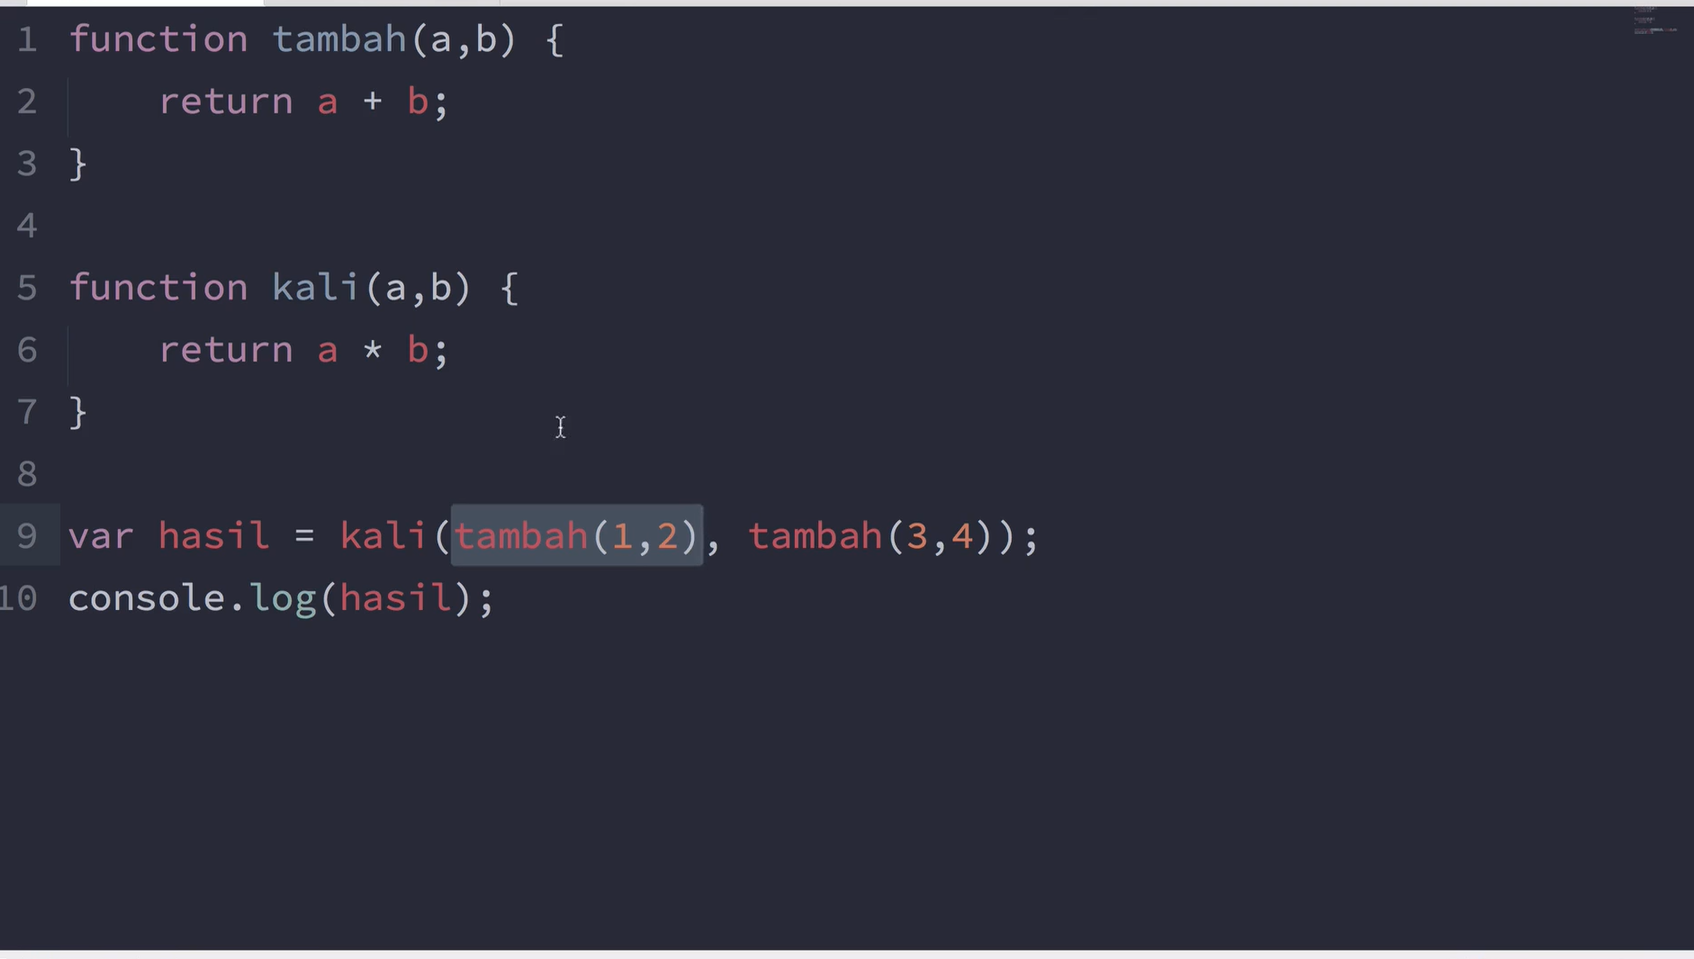 1 function tambah(a,b) {
2     return a + b;
3 }
4
5 function kali(a,b) {
6     return a * b;
7 }
8
9 var hasil = kali(tambah(1,2), tambah(3,4));
10 console.log(hasil);